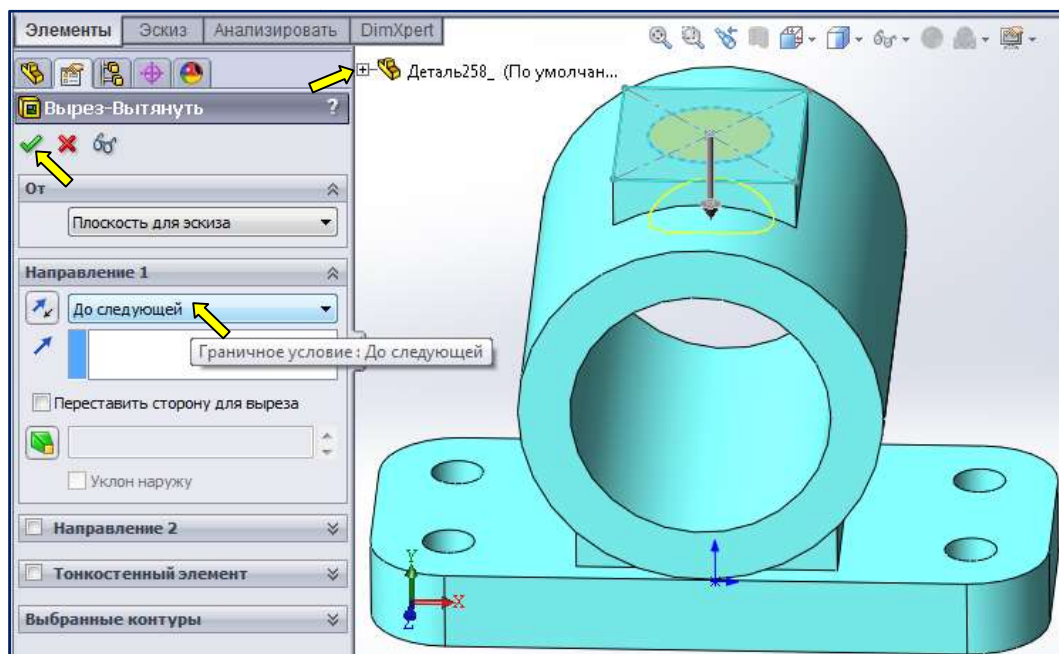 Элементы Эскиз Анализировать DimXpert
Деталь258_ (По умолчан...
Вырез-Вытянуть ?
От
Плоскость для эскиза
Направление 1
До следующей
Граничное условие : До следующей
Переставить сторону для выреза
Уклон наружу
Направление 2
Тонкостенный элемент
Выбранные контуры
Y
X
Z